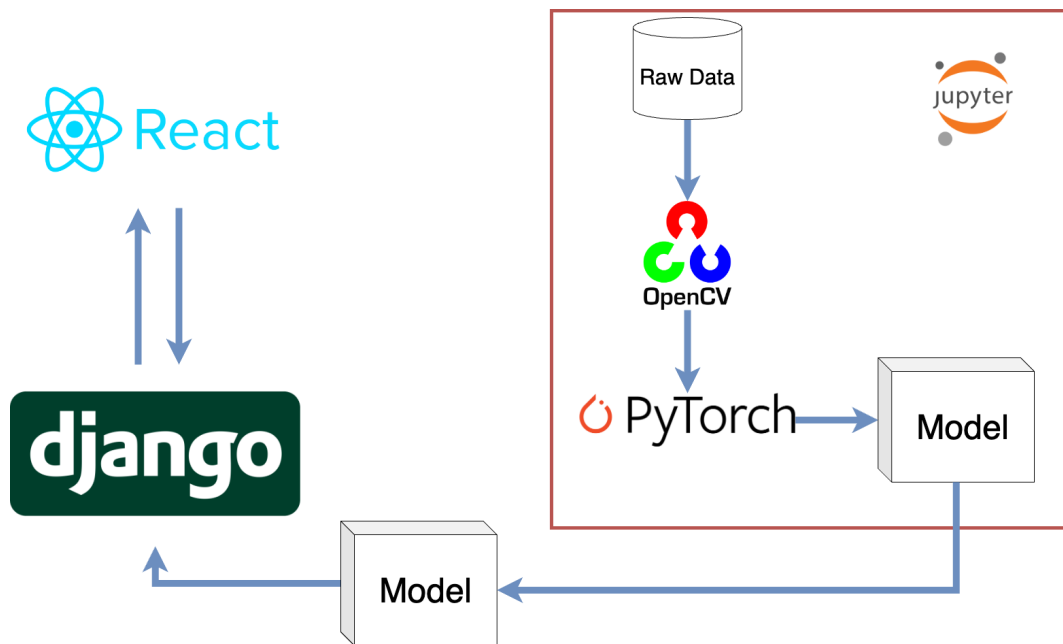 React
django
Model
Raw Data
jupyter
OpenCV
PyTorch
Model